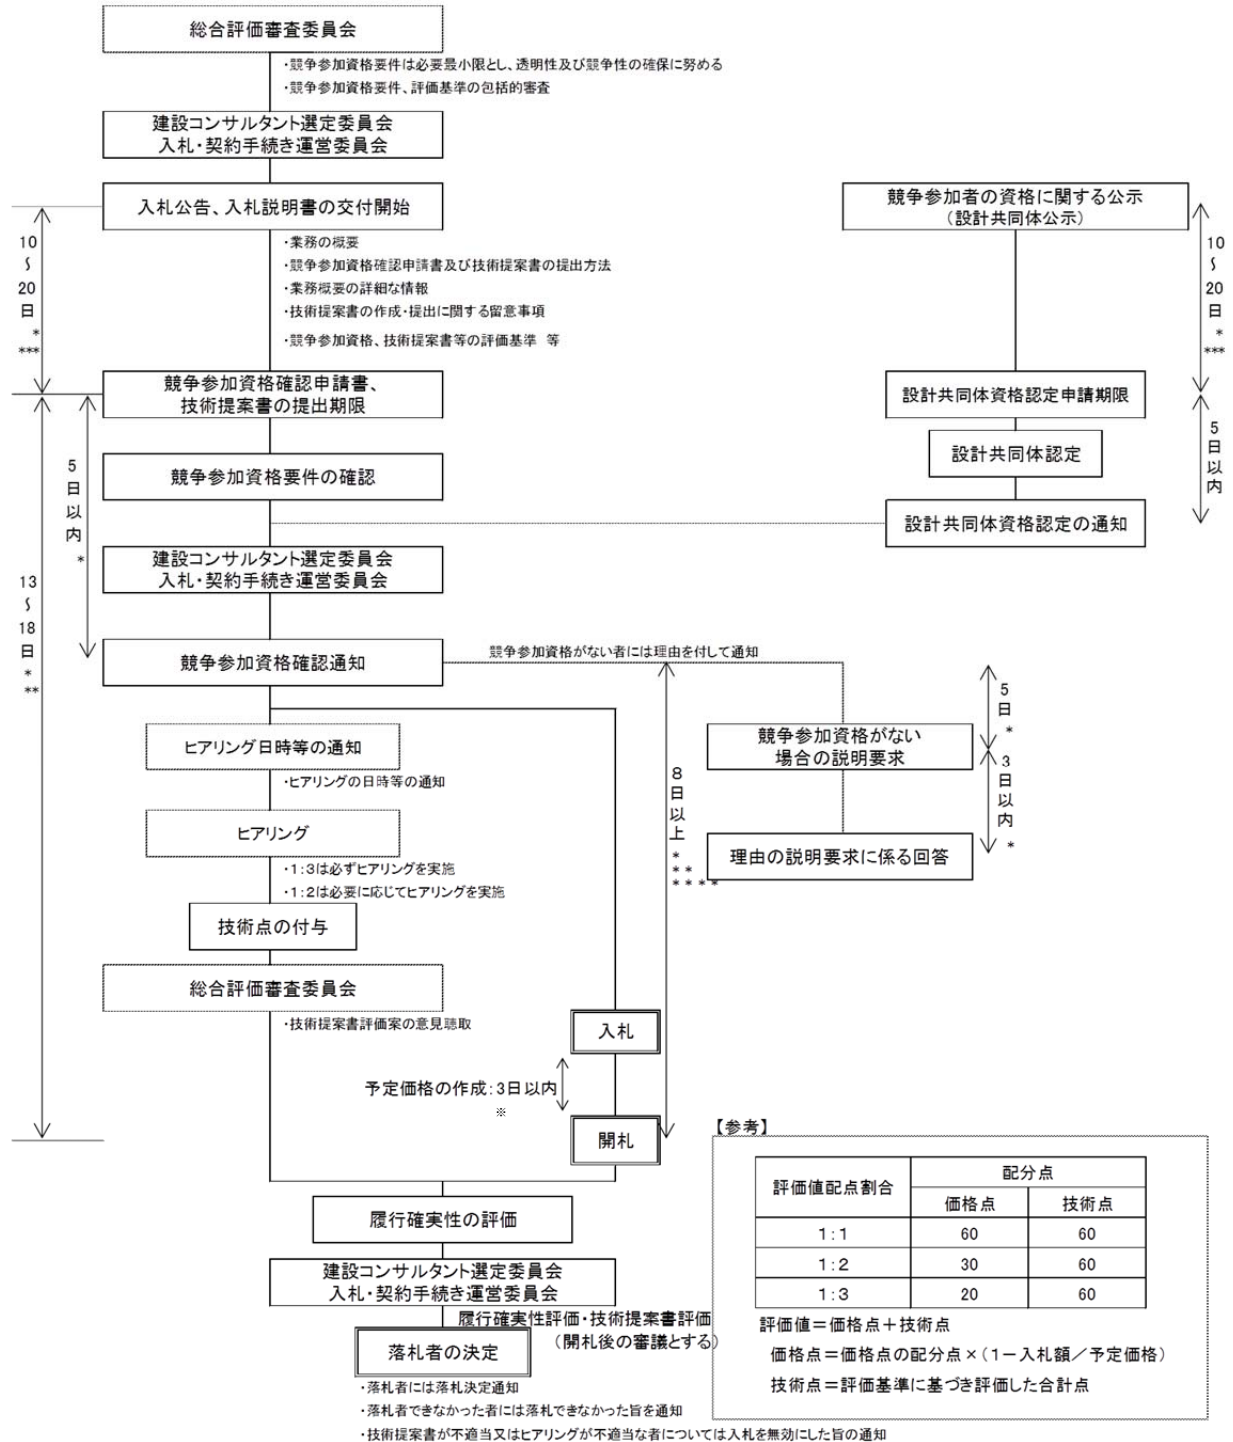 総合評価審査委員会
・競争参加資格要件は必要最小限とし、透明性及び競争性の確保に努める
・競争参加資格要件、評価基準の包括的審査
建設コンサルタント選定委員会
入札・契約手続き運営委員会
入札公告、入札説明書の交付開始
競争参加者の資格に関する公示
(設計共同体公示)
10
〜
20
日
*
***
・業務の概要
・競争参加資格確認申請書及び技術提案書の提出方法
・業務概要の詳細な情報
・技術提案書の作成・提出に関する留意事項
・競争参加資格、技術提案書等の評価基準 等
10
〜
20
日
*
***
競争参加資格確認申請書、
技術提案書の提出期限
設計共同体資格認定申請期限
5
日
以
内
*
設計共同体認定
5
日
以
内
競争参加資格要件の確認
設計共同体資格認定の通知
建設コンサルタント選定委員会
入札・契約手続き運営委員会
13
〜
18
日
*
**
競争参加資格確認通知
競争参加資格がない者には理由を付して通知
5
日
*
ヒアリング日時等の通知
競争参加資格がない
場合の説明要求
・ヒアリングの日時等の通知
8
日
以
上
*
**
****
3
日
以
内
*
ヒアリング
理由の説明要求に係る回答
・1:3は必ずヒアリングを実施
・1:2は必要に応じてヒアリングを実施
技術点の付与
総合評価審査委員会
・技術提案書評価案の意見聴取
入札
予定価格の作成:3日以内
※
開札
履行確実性の評価
建設コンサルタント選定委員会
入札・契約手続き運営委員会
履行確実性評価・技術提案書評価
(開札後の審議とする)
落札者の決定
・落札者には落札決定通知
・落札者できなかった者には落札できなかった旨を通知
・技術提案書が不適当又はヒアリングが不適当な者については入札を無効にした旨の通知
【参考】
評価値配点割合 配分点
価格点 技術点
1:1 60 60
1:2 30 60
1:3 20 60
評価値=価格点+技術点
価格点=価格点の配分点×(1-入札額/予定価格)
技術点=評価基準に基づき評価した合計点